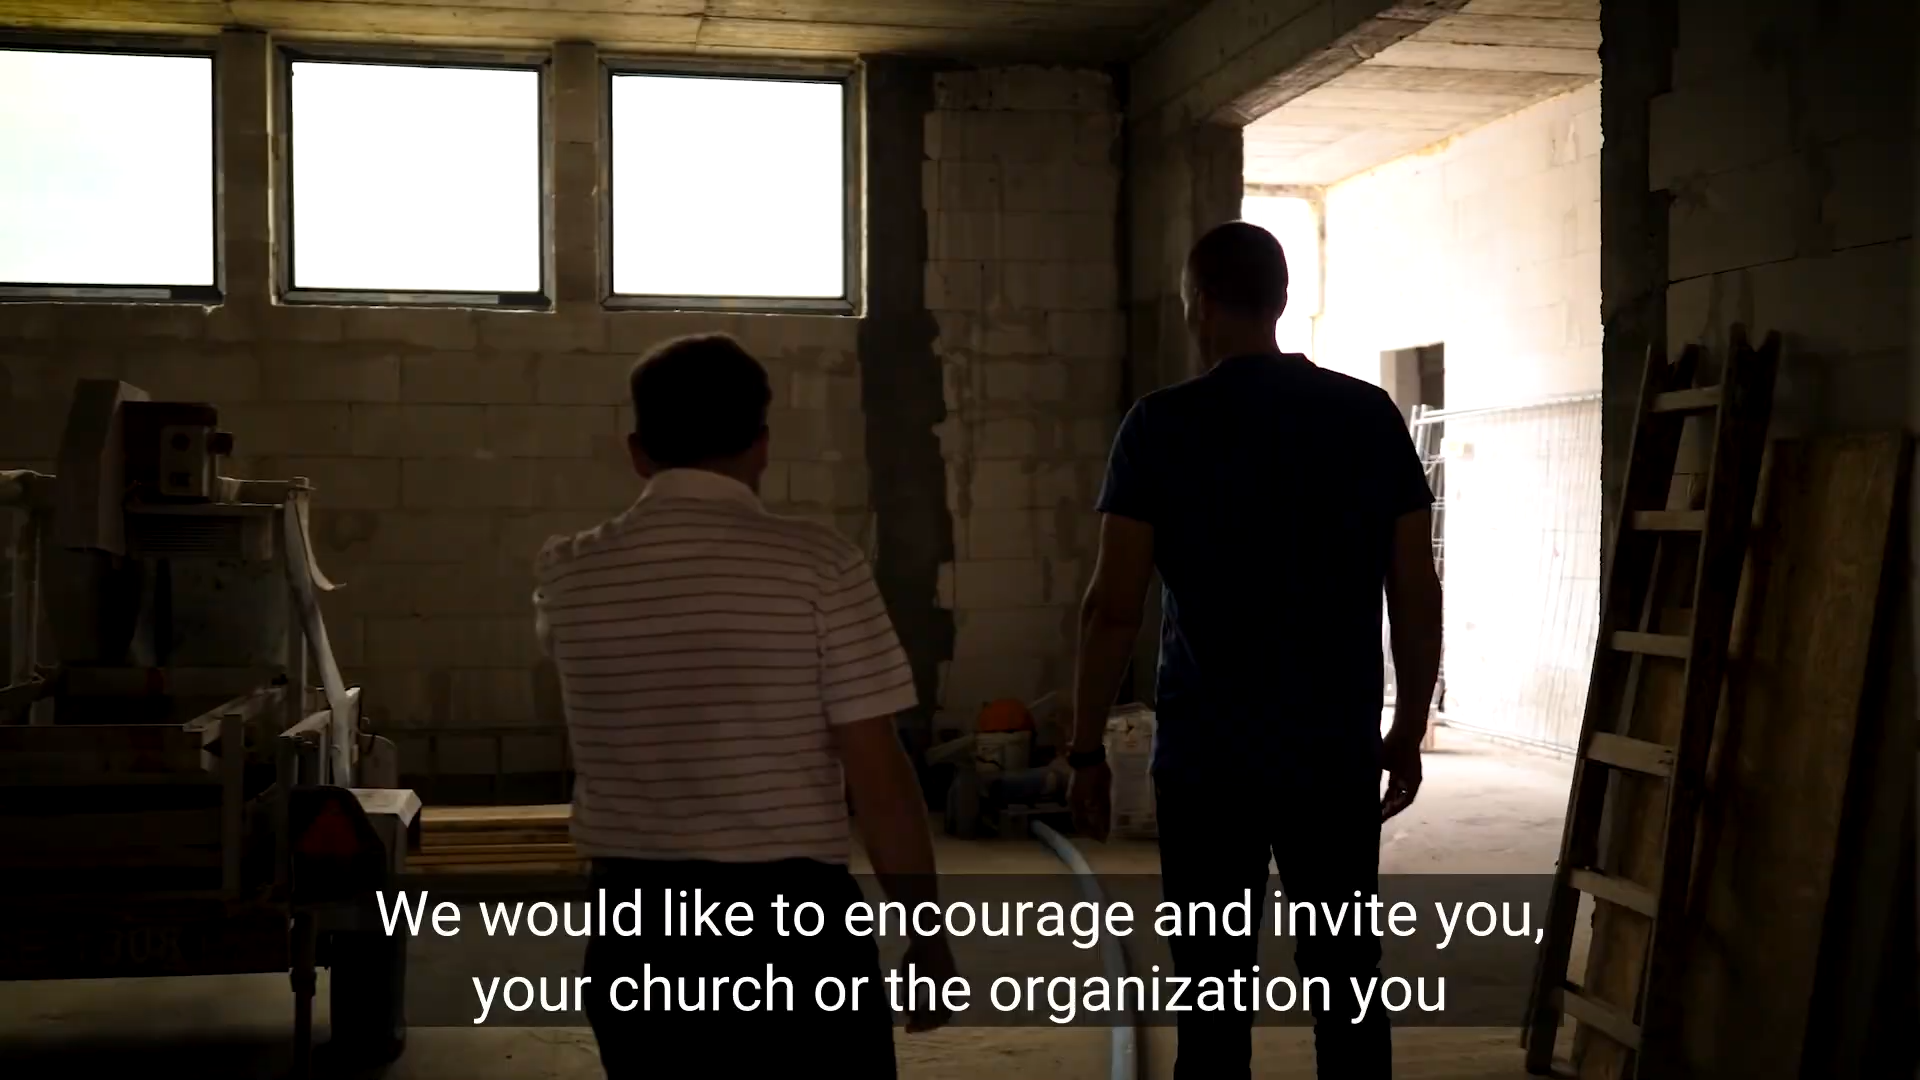 We would like to encourage and invite you,
your church or the organization you